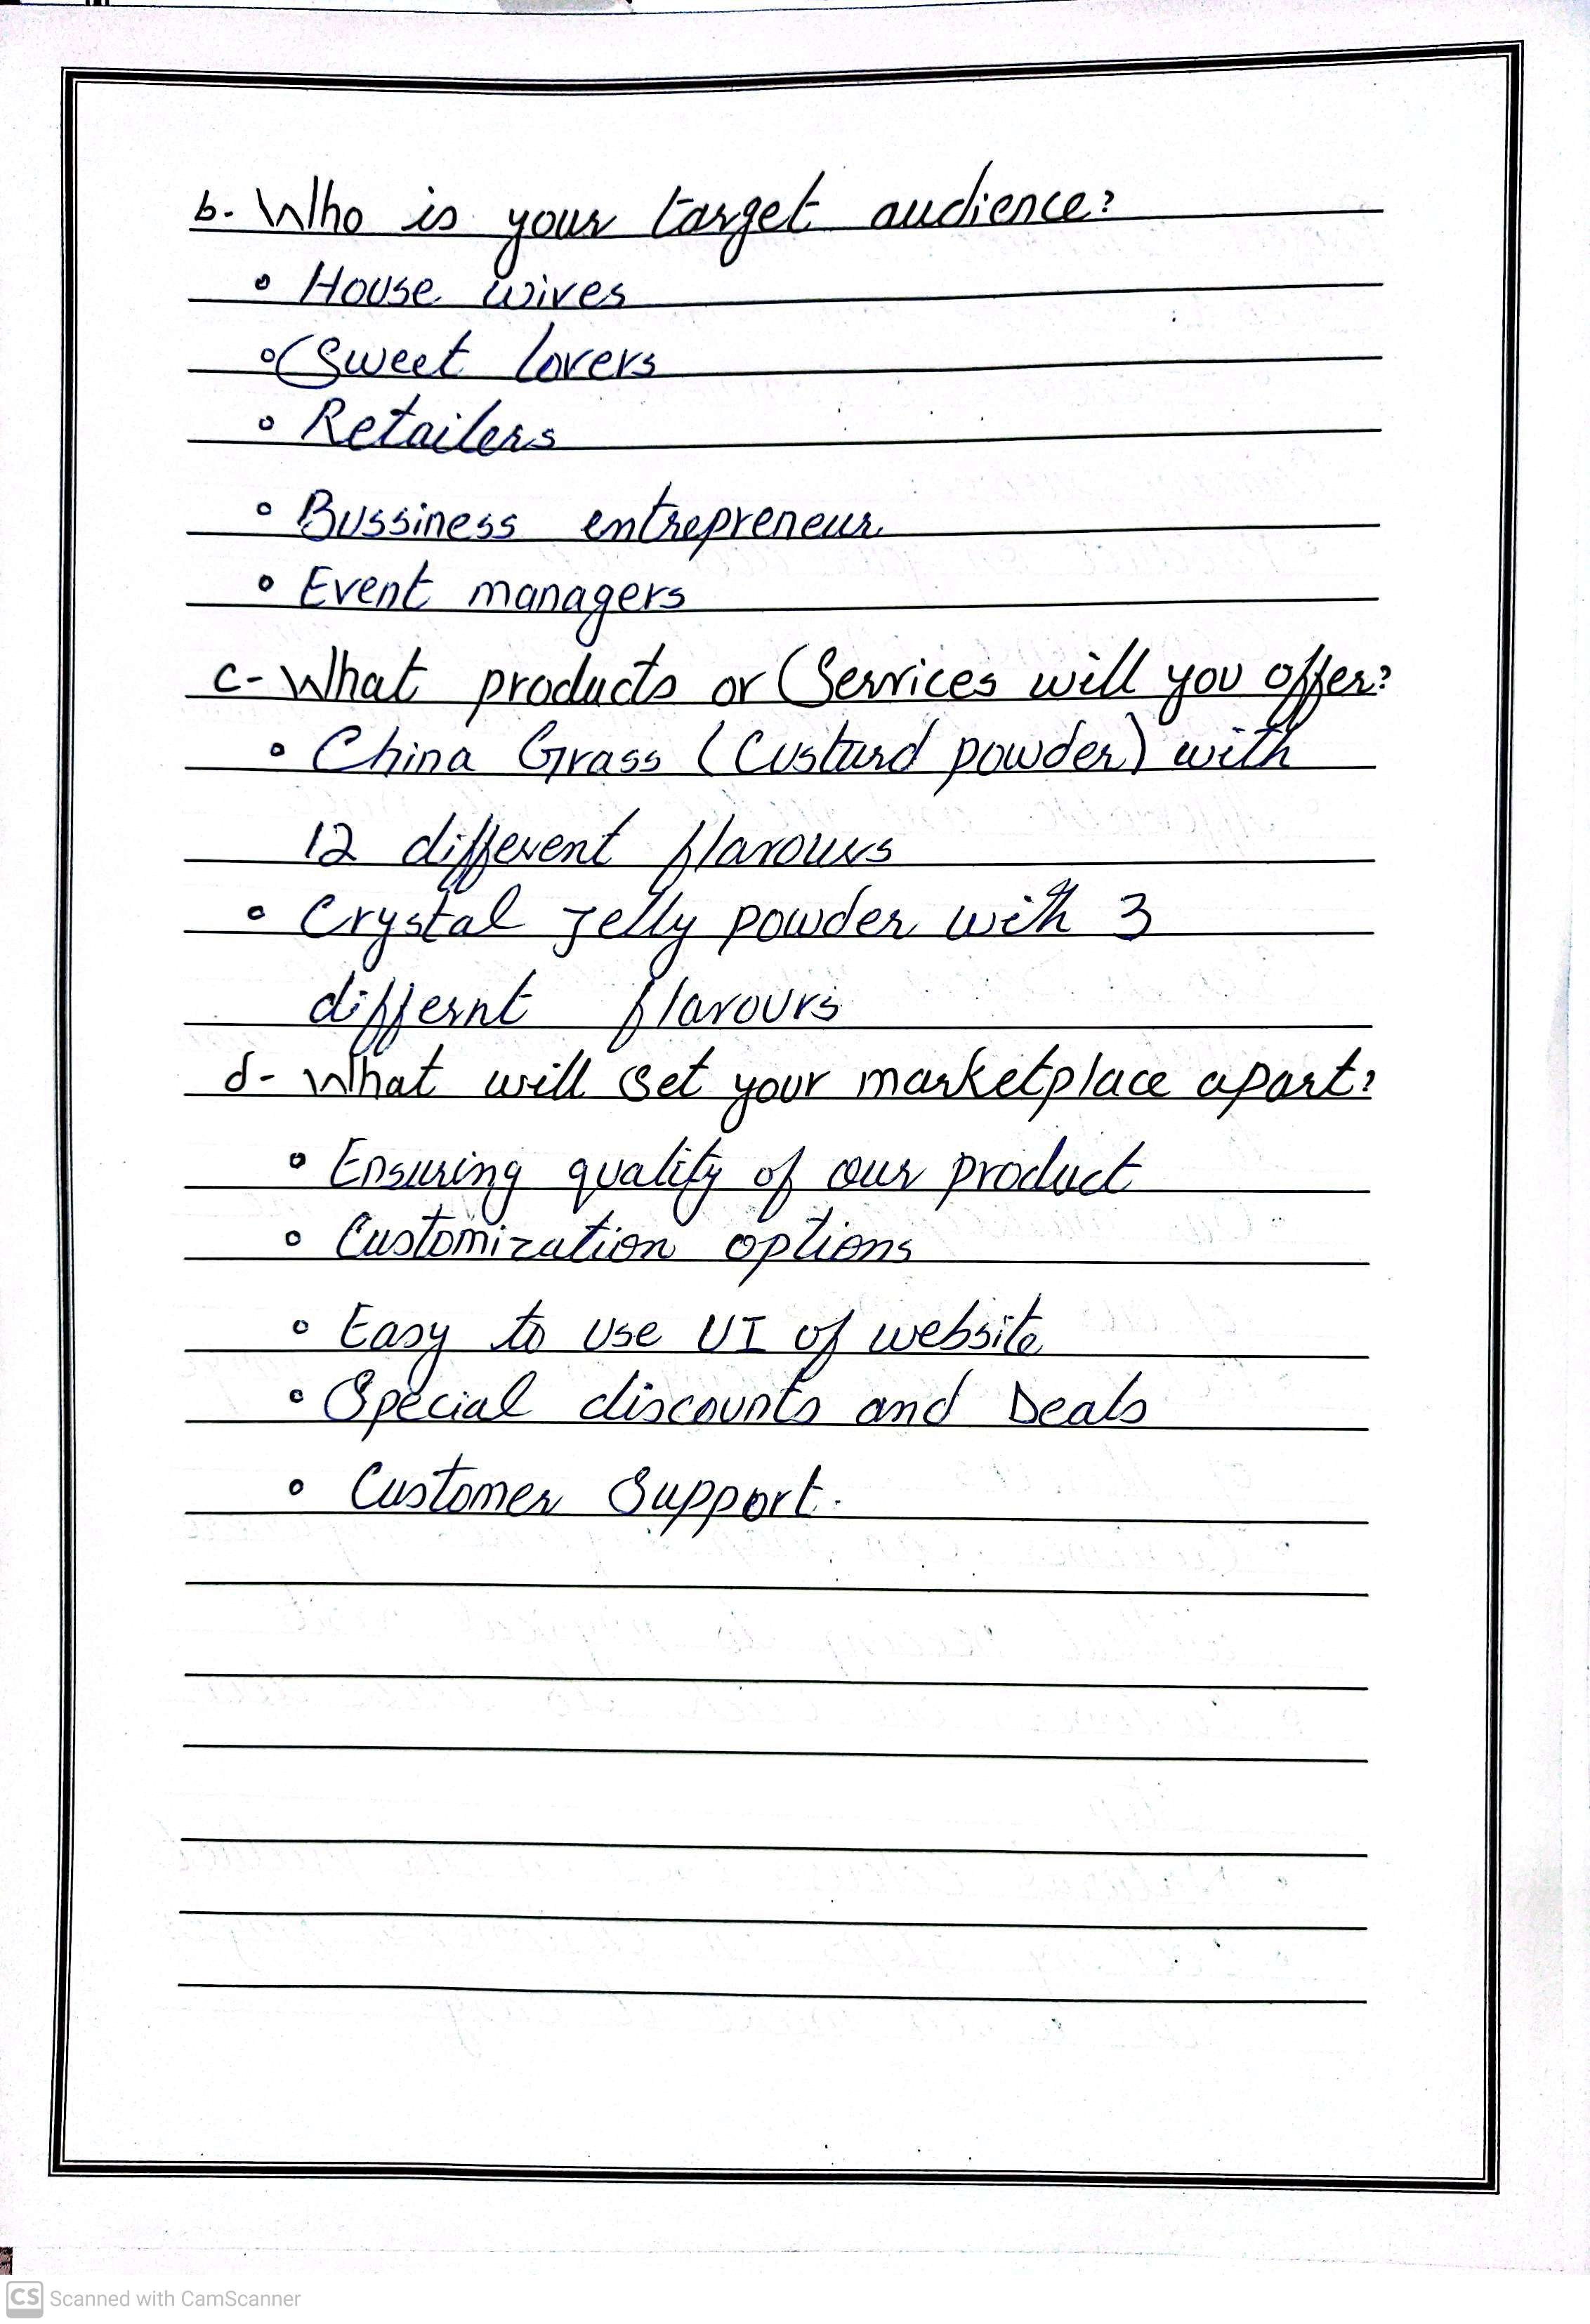 b- Who is your target audience?
• House wives
• Sweet lovers
• Retailers
• Bussiness entrepreneur
• Event managers
c- What products or Services will you offer?
• China Grass (Custurd powder) with
12 different flavours
• Crystal Jelly powder with 3
differnt flavours
d- What will set your marketplace apart?
• Ensuring quality of our product
• Customization options
• Easy to use UI of website
• Special discounts and Deals
• Customer Support.
CS Scanned with CamScanner